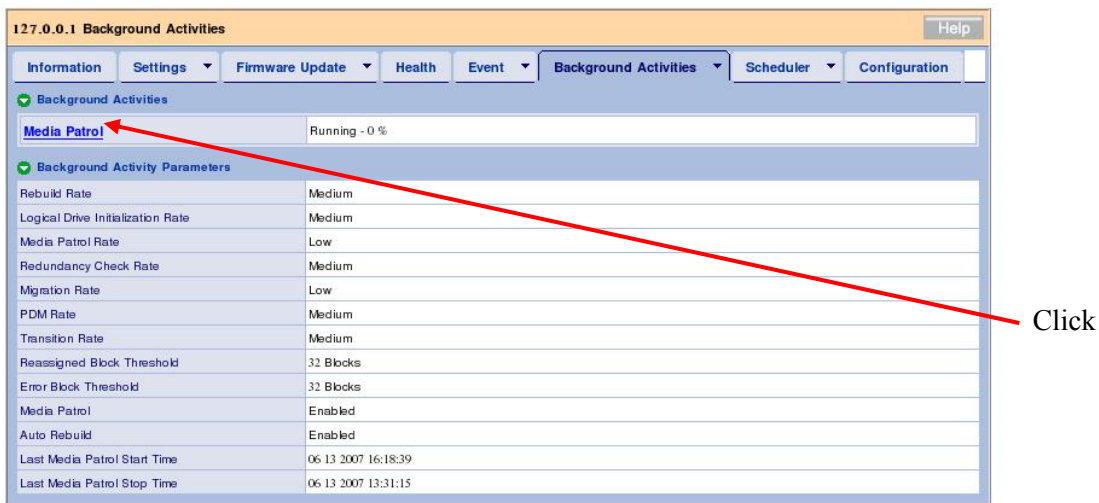 127.0.0.1 Background Activities Help
Information Settings Firmware Update Health Event Background Activities Scheduler Configuration
Background Activities
Media Patrol Running - 0 %
Background Activity Parameters
Rebuild Rate Medium
Logical Drive Initialization Rate Medium
Media Patrol Rate Low
Redundancy Check Rate Medium
Migration Rate Low
PDM Rate Medium
Transition Rate Medium
Reassigned Block Threshold 32 Blocks
Error Block Threshold 32 Blocks
Media Patrol Enabled
Auto Rebuild Enabled
Last Media Patrol Start Time 06 13 2007 16:18:39
Last Media Patrol Stop Time 06 13 2007 13:31:15
Click